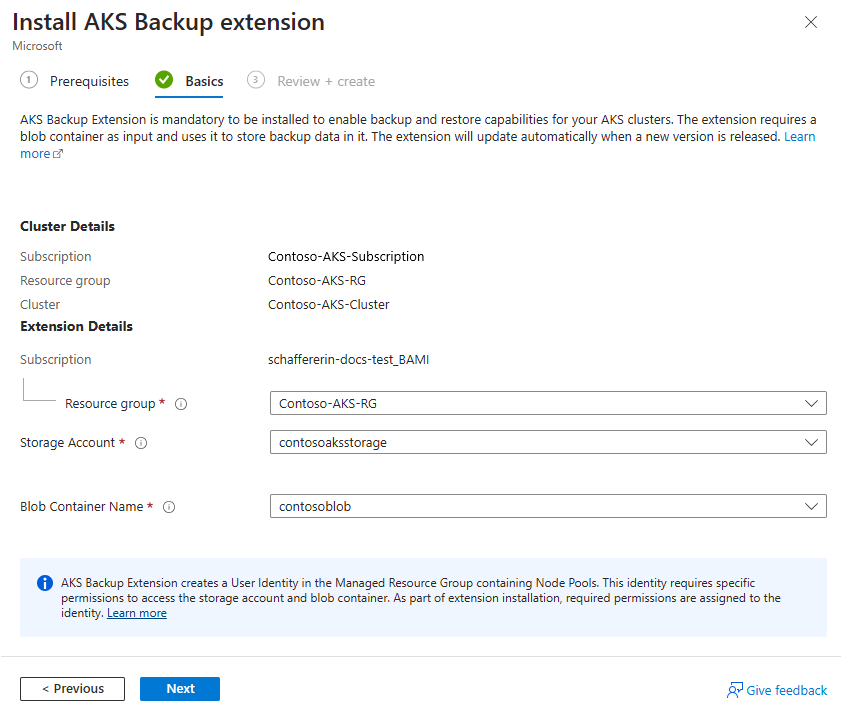 Install AKS Backup extension
Microsoft
1 Prerequisites Basics 3 Review + create
AKS Backup Extension is mandatory to be installed to enable backup and restore capabilities for your AKS clusters. The extension requires a
blob container as input and uses it to store backup data in it. The extension will update automatically when a new version is released. Learn
more
Cluster Details
Subscription Contoso-AKS-Subscription
Resource group Contoso-AKS-RG
Cluster Contoso-AKS-Cluster
Extension Details
Subscription schaffererin-docs-test_BAMI
Resource group * Contoso-AKS-RG
Storage Account * contosoaksstorage
Blob Container Name * contosoblob
AKS Backup Extension creates a User Identity in the Managed Resource Group containing Node Pools. This identity requires specific
permissions to access the storage account and blob container. As part of extension installation, required permissions are assigned to the
identity. Learn more
< Previous Next Give feedback